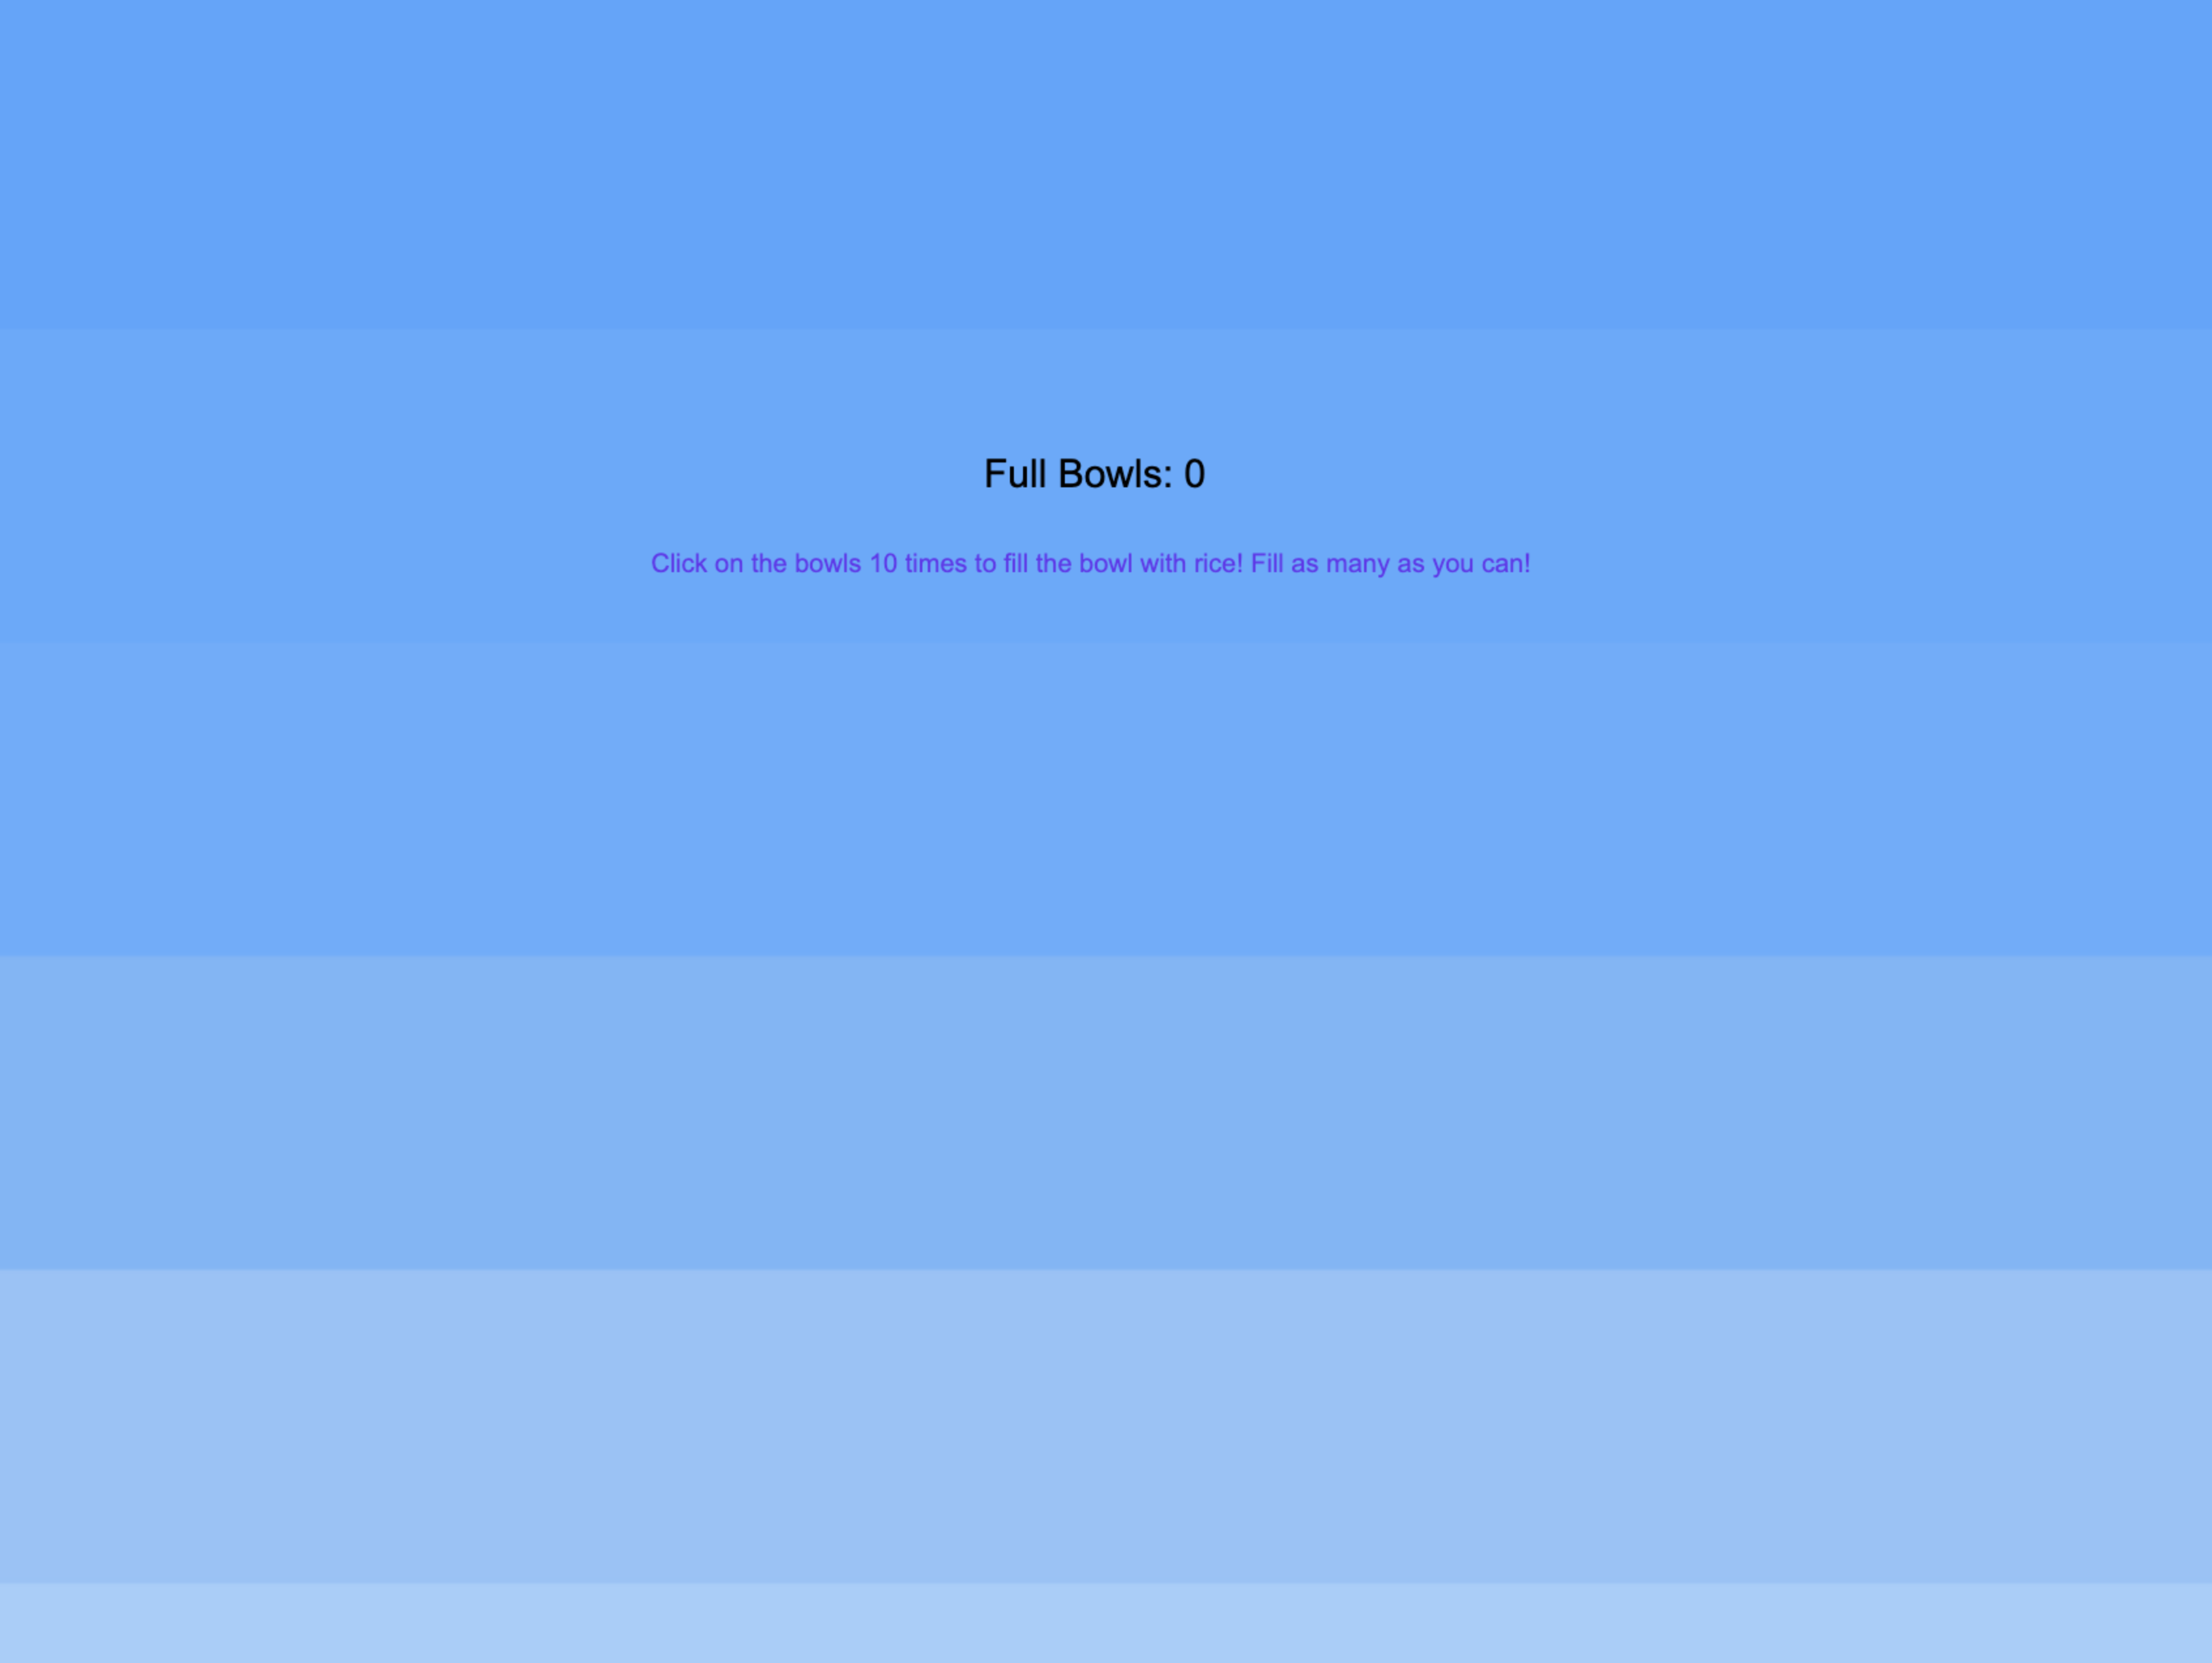 Full Bowls: 0
Click on the bowls 10 times to fill the bowl with rice! Fill as many as you can!